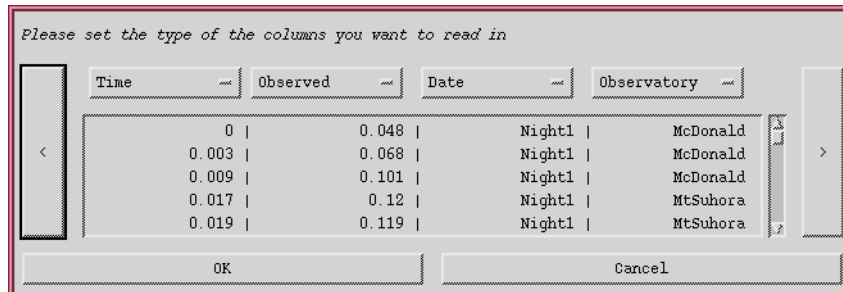 Please set the type of the columns you want to read in
Time Observed Date Observatory
0 | 0.048 | Night1 | McDonald
0.003 | 0.068 | Night1 | McDonald
< 0.009 | 0.101 | Night1 | McDonald >
0.017 | 0.12 | Night1 | MtSuhora
0.019 | 0.119 | Night1 | MtSuhora
OK Cancel